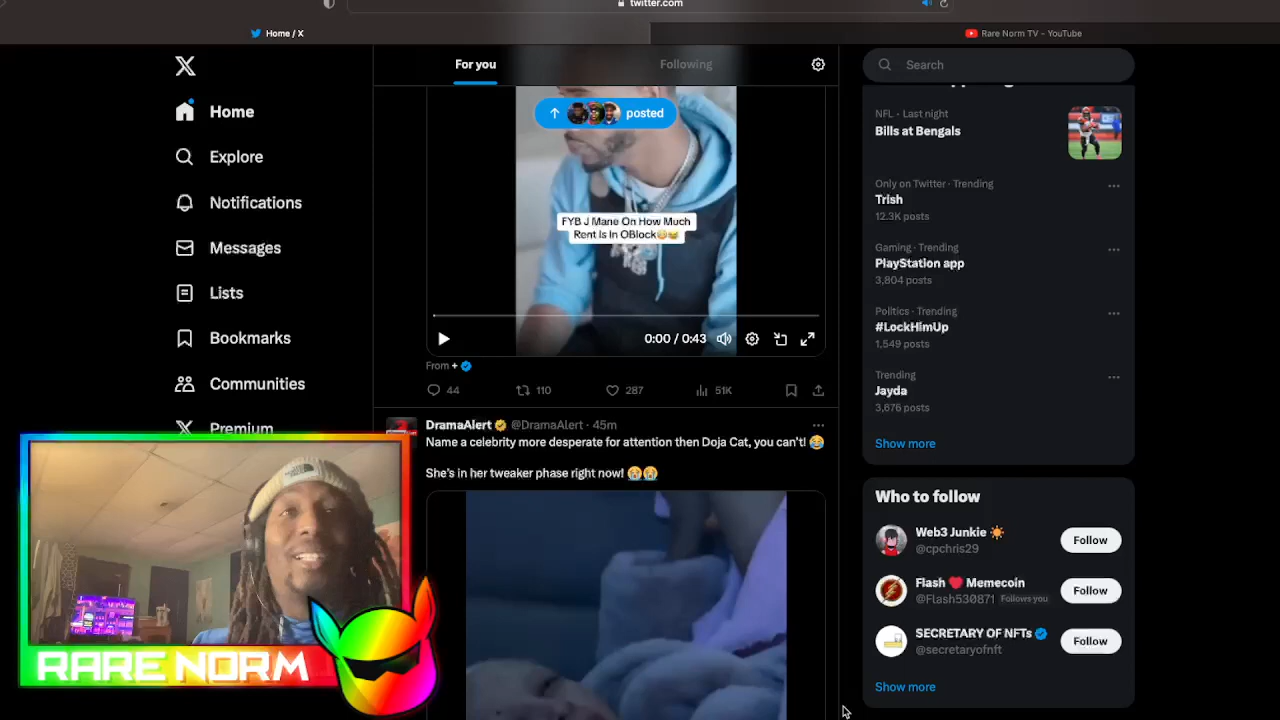 twitter.com
Home / X
Rare Norm TV - YouTube
Home
Explore
Notifications
Messages
Lists
Bookmarks
Communities
Premium
For you
Following
posted
FYB J Mane On How Much
Rent Is In OBlock😳😂
0:00 / 0:43
From +
44
110
287
51K
DramaAlert
@DramaAlert · 45m
Name a celebrity more desperate for attention then Doja Cat, you can't! 😂
She's in her tweaker phase right now! 😭😭
Search
NFL · Last night
Bills at Bengals
Only on Twitter · Trending
Trish
12.3K posts
Gaming · Trending
PlayStation app
3,804 posts
Politics · Trending
#LockHimUp
1,549 posts
Trending
Jayda
3,676 posts
Show more
Who to follow
Web3 Junkie ☀️
@cpchris29
Follow
Flash ❤️ Memecoin
@Flash530871 Follows you
Follow
SECRETARY OF NFTs
@secretaryofnft
Follow
Show more
RARE NORM